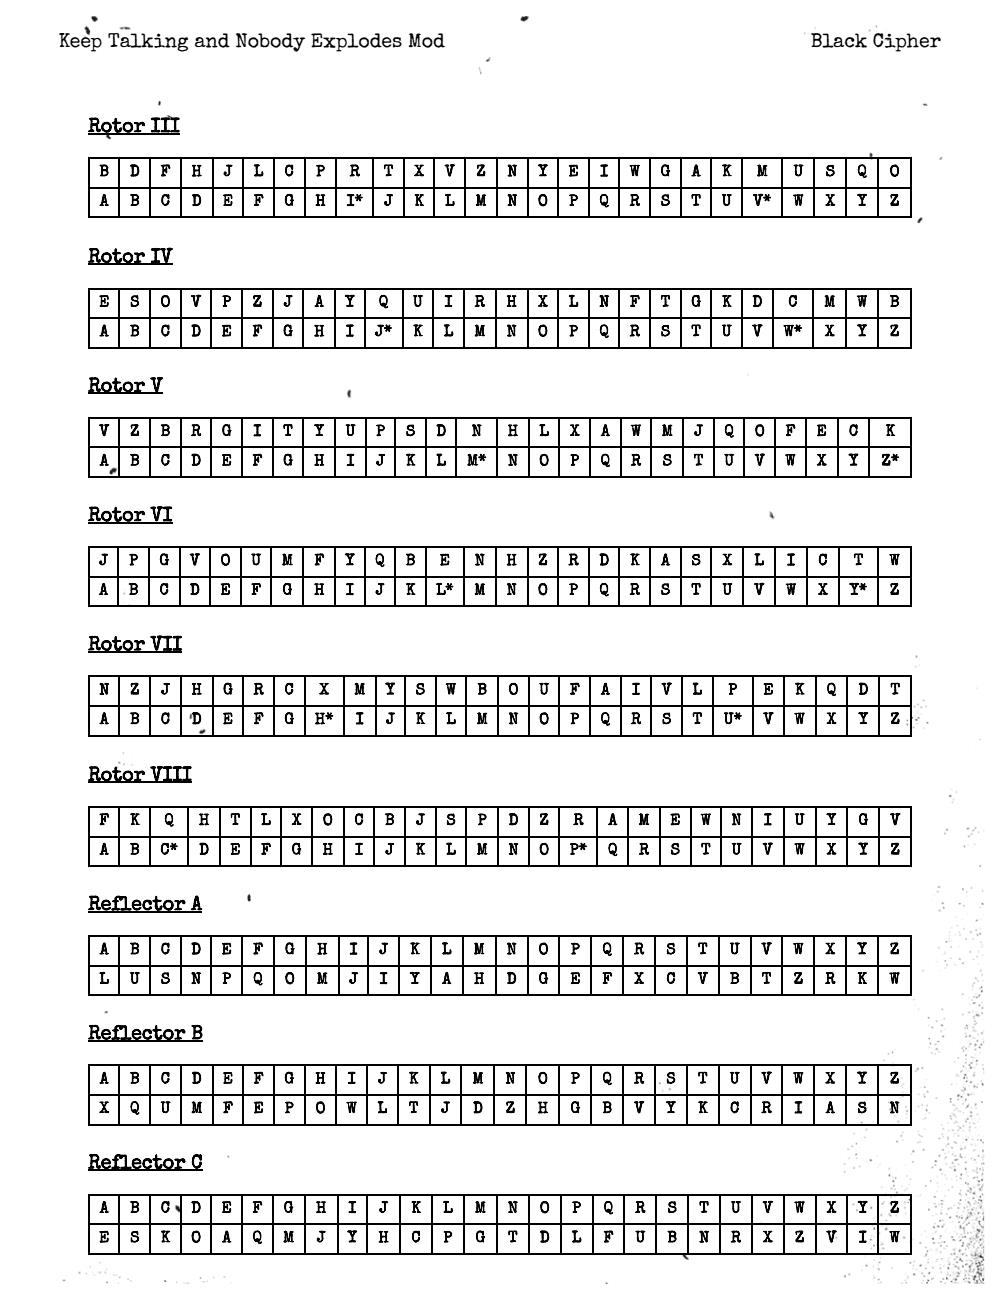 Keep Talking and Nobody Explodes Mod Black Cipher
Rotor III
B D F H J L C P R T X V Z N Y E I W G A K M U S Q O
A B C D E F G H I* J K L M N O P Q R S T U V* W X Y Z
Rotor IV
E S O V P Z J A Y Q U I R H X L N F T G K D C M W B
A B C D E F G H I J* K L M N O P Q R S T U V W* X Y Z
Rotor V
V Z B R G I T Y U P S D N H L X A W M J Q O F E C K
A B C D E F G H I J K L M* N O P Q R S T U V W X Y Z*
Rotor VI
J P G V O U M F Y Q B E N H Z R D K A S X L I C T W
A B C D E F G H I J K L* M N O P Q R S T U V W X Y* Z
Rotor VII
N Z J H G R C X M Y S W B O U F A I V L P E K Q D T
A B C D E F G H* I J K L M N O P Q R S T U* V W X Y Z
Rotor VIII
F K Q H T L X O C B J S P D Z R A M E W N I U Y G V
A B C* D E F G H I J K L M N O P* Q R S T U V W X Y Z
Reflector A
A B C D E F G H I J K L M N O P Q R S T U V W X Y Z
L U S N P Q O M J I Y A H D G E F X C V B T Z R K W
Reflector B
A B C D E F G H I J K L M N O P Q R S T U V W X Y Z
X Q U M F E P O W L T J D Z H G B V Y K C R I A S N
Reflector C
A B C D E F G H I J K L M N O P Q R S T U V W X Y Z
E S K O A Q M J Y H C P G T D L F U B N R X Z V I W